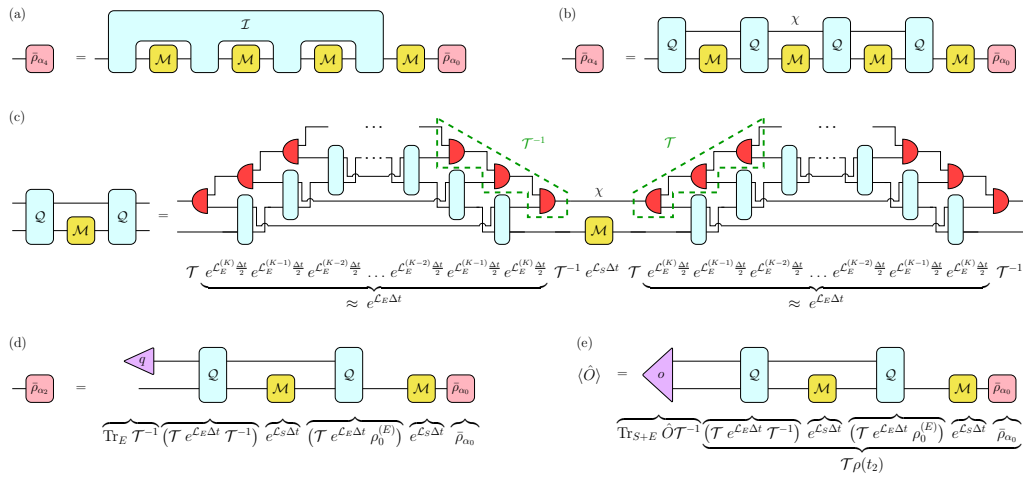 (a)
𝓘
ρ̄_{α₄} = 𝓜 𝓜 𝓜 𝓜 ρ̄_{α₀}
(b)
χ
ρ̄_{α₄} = 𝒬 𝓜 𝒬 𝓜 𝒬 𝓜 𝒬 𝓜 ρ̄_{α₀}
(c)
· · · 𝒯^{-1} 𝒯 · · ·
· · · · · · · ·
𝒬 𝓜 𝒬 = χ 𝓜
𝒯 e^{𝓛_E^{(K)} Δt/2} e^{𝓛_E^{(K-1)} Δt/2} e^{𝓛_E^{(K-2)} Δt/2} … e^{𝓛_E^{(K-2)} Δt/2} e^{𝓛_E^{(K-1)} Δt/2} e^{𝓛_E^{(K)} Δt/2} 𝒯^{-1} e^{𝓛_S Δt} 𝒯 e^{𝓛_E^{(K)} Δt/2} e^{𝓛_E^{(K-1)} Δt/2} e^{𝓛_E^{(K-2)} Δt/2} … e^{𝓛_E^{(K-2)} Δt/2} e^{𝓛_E^{(K-1)} Δt/2} e^{𝓛_E^{(K)} Δt/2} 𝒯^{-1}
≈ e^{𝓛_E Δt} ≈ e^{𝓛_E Δt}
(d)
ρ̄_{α₂} = q 𝒬 𝓜 𝒬 𝓜 ρ̄_{α₀}
Tr_E 𝒯^{-1} (𝒯 e^{𝓛_E Δt} 𝒯^{-1}) e^{𝓛_S Δt} (𝒯 e^{𝓛_E Δt} ρ_0^{(E)}) e^{𝓛_S Δt} ρ̄_{α₀}
(e)
⟨Ô⟩ = o 𝒬 𝓜 𝒬 𝓜 ρ̄_{α₀}
Tr_{S+E} Ô𝒯^{-1} (𝒯 e^{𝓛_E Δt} 𝒯^{-1}) e^{𝓛_S Δt} (𝒯 e^{𝓛_E Δt} ρ_0^{(E)}) e^{𝓛_S Δt} ρ̄_{α₀}
𝒯ρ(t₂)